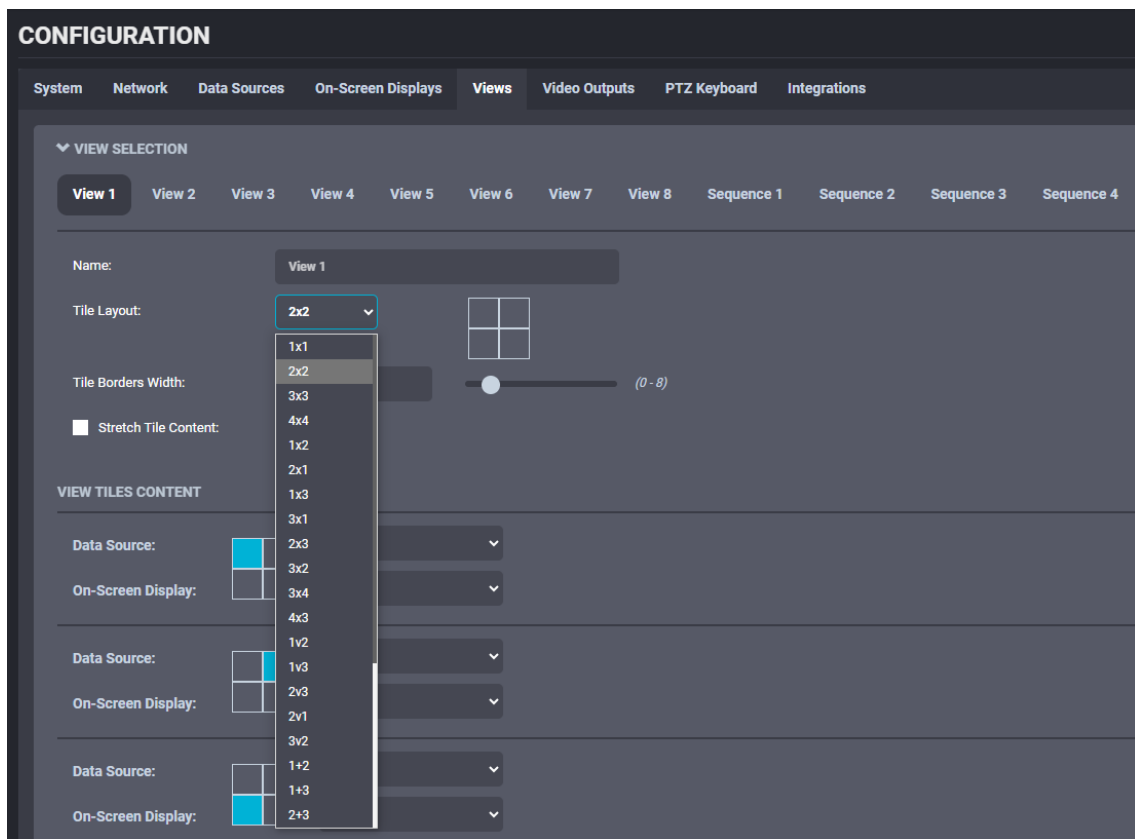 CONFIGURATION
System Network Data Sources On-Screen Displays Views Video Outputs PTZ Keyboard Integrations
VIEW SELECTION
View 1 View 2 View 3 View 4 View 5 View 6 View 7 View 8 Sequence 1 Sequence 2 Sequence 3 Sequence 4
Name: View 1
Tile Layout: 2x2
1x1
2x2
Tile Borders Width: (0 - 8)
3x3
4x4
Stretch Tile Content:
1x2
2x1
1x3
VIEW TILES CONTENT
3x1
2x3
Data Source:
3x2
On-Screen Display:
3x4
4x3
1v2
Data Source:
1v3
2v3
On-Screen Display:
2v1
3v2
1+2
Data Source:
1+3
2+3
On-Screen Display: